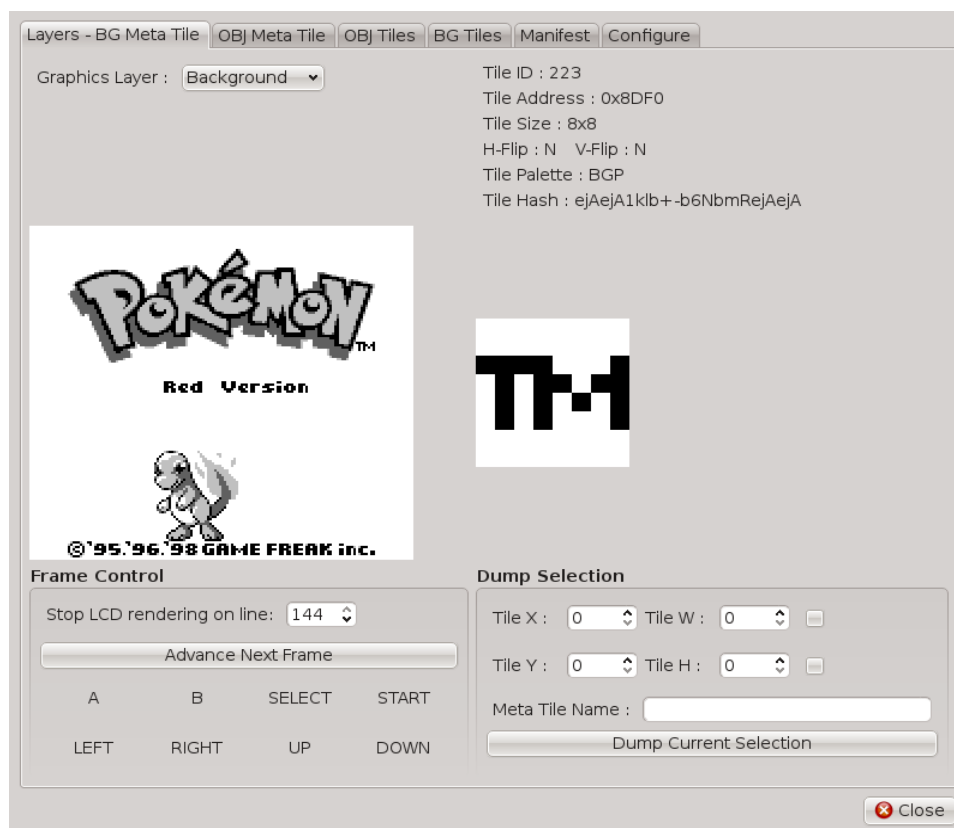 Layers - BG Meta Tile OBJ Meta Tile OBJ Tiles BG Tiles Manifest Configure
Graphics Layer : Background
Tile ID : 223
Tile Address : 0x8DF0
Tile Size : 8x8
H-Flip : N V-Flip : N
Tile Palette : BGP
Tile Hash : ejAejA1klb+-b6NbmRejAejA
POKéMON
TM
Red Version
©'95.'96.'98 GAME FREAK inc.
TM
Frame Control
Stop LCD rendering on line: 144
Advance Next Frame
A B SELECT START
LEFT RIGHT UP DOWN
Dump Selection
Tile X : 0 Tile W : 0
Tile Y : 0 Tile H : 0
Meta Tile Name :
Dump Current Selection
Close